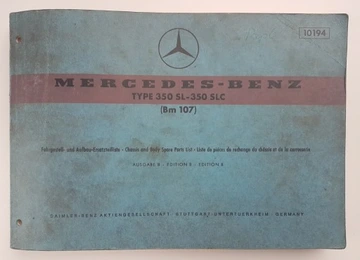 10194
MERCEDES-BENZ
TYPE 350 SL-350 SLC
(Bm 107)
Fahrgestell- und Aufbau-Ersatzteilliste - Chassis and Body Spare Parts List - Liste de pièces de rechange du châssis et de la carrosserie
AUSGABE B - EDITION B - EDITION B
DAIMLER-BENZ AKTIENGESELLSCHAFT STUTTGART-UNTERTUERKHEIM GERMANY